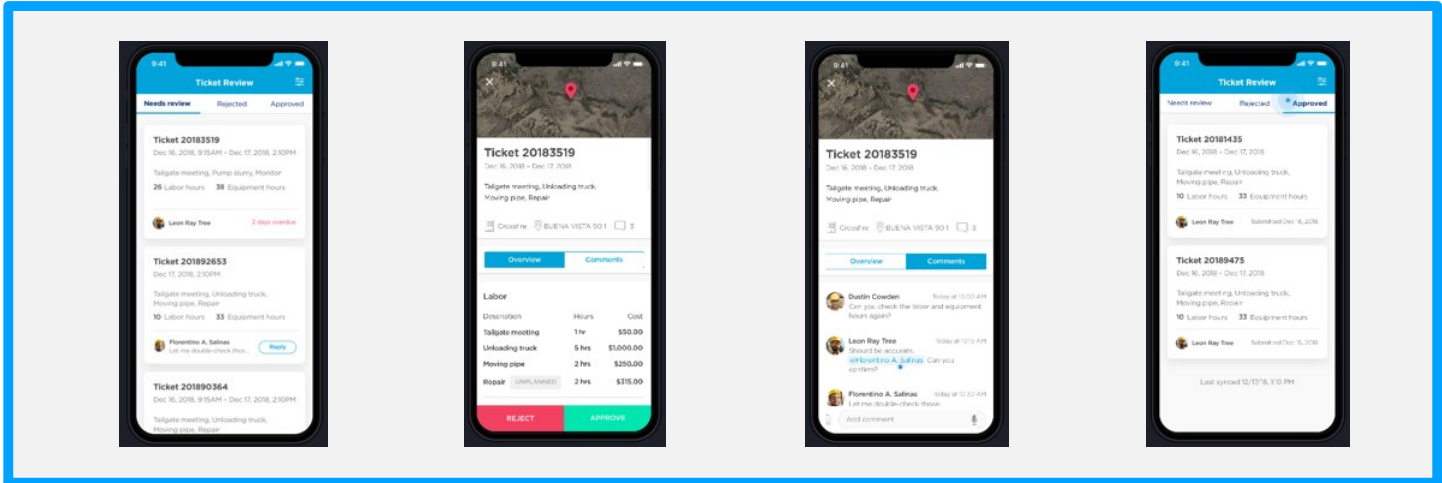 9:41
Ticket Review
Needs review Rejected Approved
Ticket 20183519
Dec 16, 2018, 9:15AM – Dec 17, 2018, 2:10PM
Tailgate meeting, Pump slurry, Monitor
26 Labor hours 38 Equipment hours
Leon Ray Tree 2 days overdue
Ticket 201892653
Dec 17, 2018, 2:10PM
Tailgate meeting, Unloading truck,
Moving pipe, Repair
10 Labor hours 33 Equipment hours
Florentino A. Salinas
Let me double-check thos... Reply
Ticket 201890364
Dec 16, 2018, 9:15AM – Dec 17, 2018, 2:10PM
Tailgate meeting, Unloading truck,
Moving pipe, Repair
9:41
Ticket 20183519
Dec 16, 2018 – Dec 17, 2018
Tailgate meeting, Unloading truck,
Moving pipe, Repair
Crossfire BUENA VISTA 90 1 3
Overview Comments
Labor
Description Hours Cost
Tailgate meeting 1 hr $50.00
Unloading truck 5 hrs $1,000.00
Moving pipe 2 hrs $250.00
Repair UNPLANNED 2 hrs $315.00
REJECT APPROVE
9:41
Ticket 20183519
Dec 16, 2018 – Dec 17, 2018
Tailgate meeting, Unloading truck,
Moving pipe, Repair
Crossfire BUENA VISTA 90 1 3
Overview Comments
Dustin Cowden Today at 10:00 AM
Can you check the labor and equipment
hours again?
Leon Ray Tree Today at 10:15 AM
Should be accurate.
@Florentino A. Salinas Can you
confirm?
Florentino A. Salinas Today at 10:32 AM
Let me double-check those.
Add comment
9:41
Ticket Review
Needs review Rejected Approved
Ticket 20181435
Dec 16, 2018 – Dec 17, 2018
Tailgate meeting, Unloading truck,
Moving pipe, Repair
10 Labor hours 33 Equipment hours
Leon Ray Tree Submitted Dec 18, 2018
Ticket 20189475
Dec 16, 2018 – Dec 17, 2018
Tailgate meeting, Unloading truck,
Moving pipe, Repair
10 Labor hours 33 Equipment hours
Leon Ray Tree Submitted Dec 16, 2018
Last synced 12/17/18, 1:10 PM